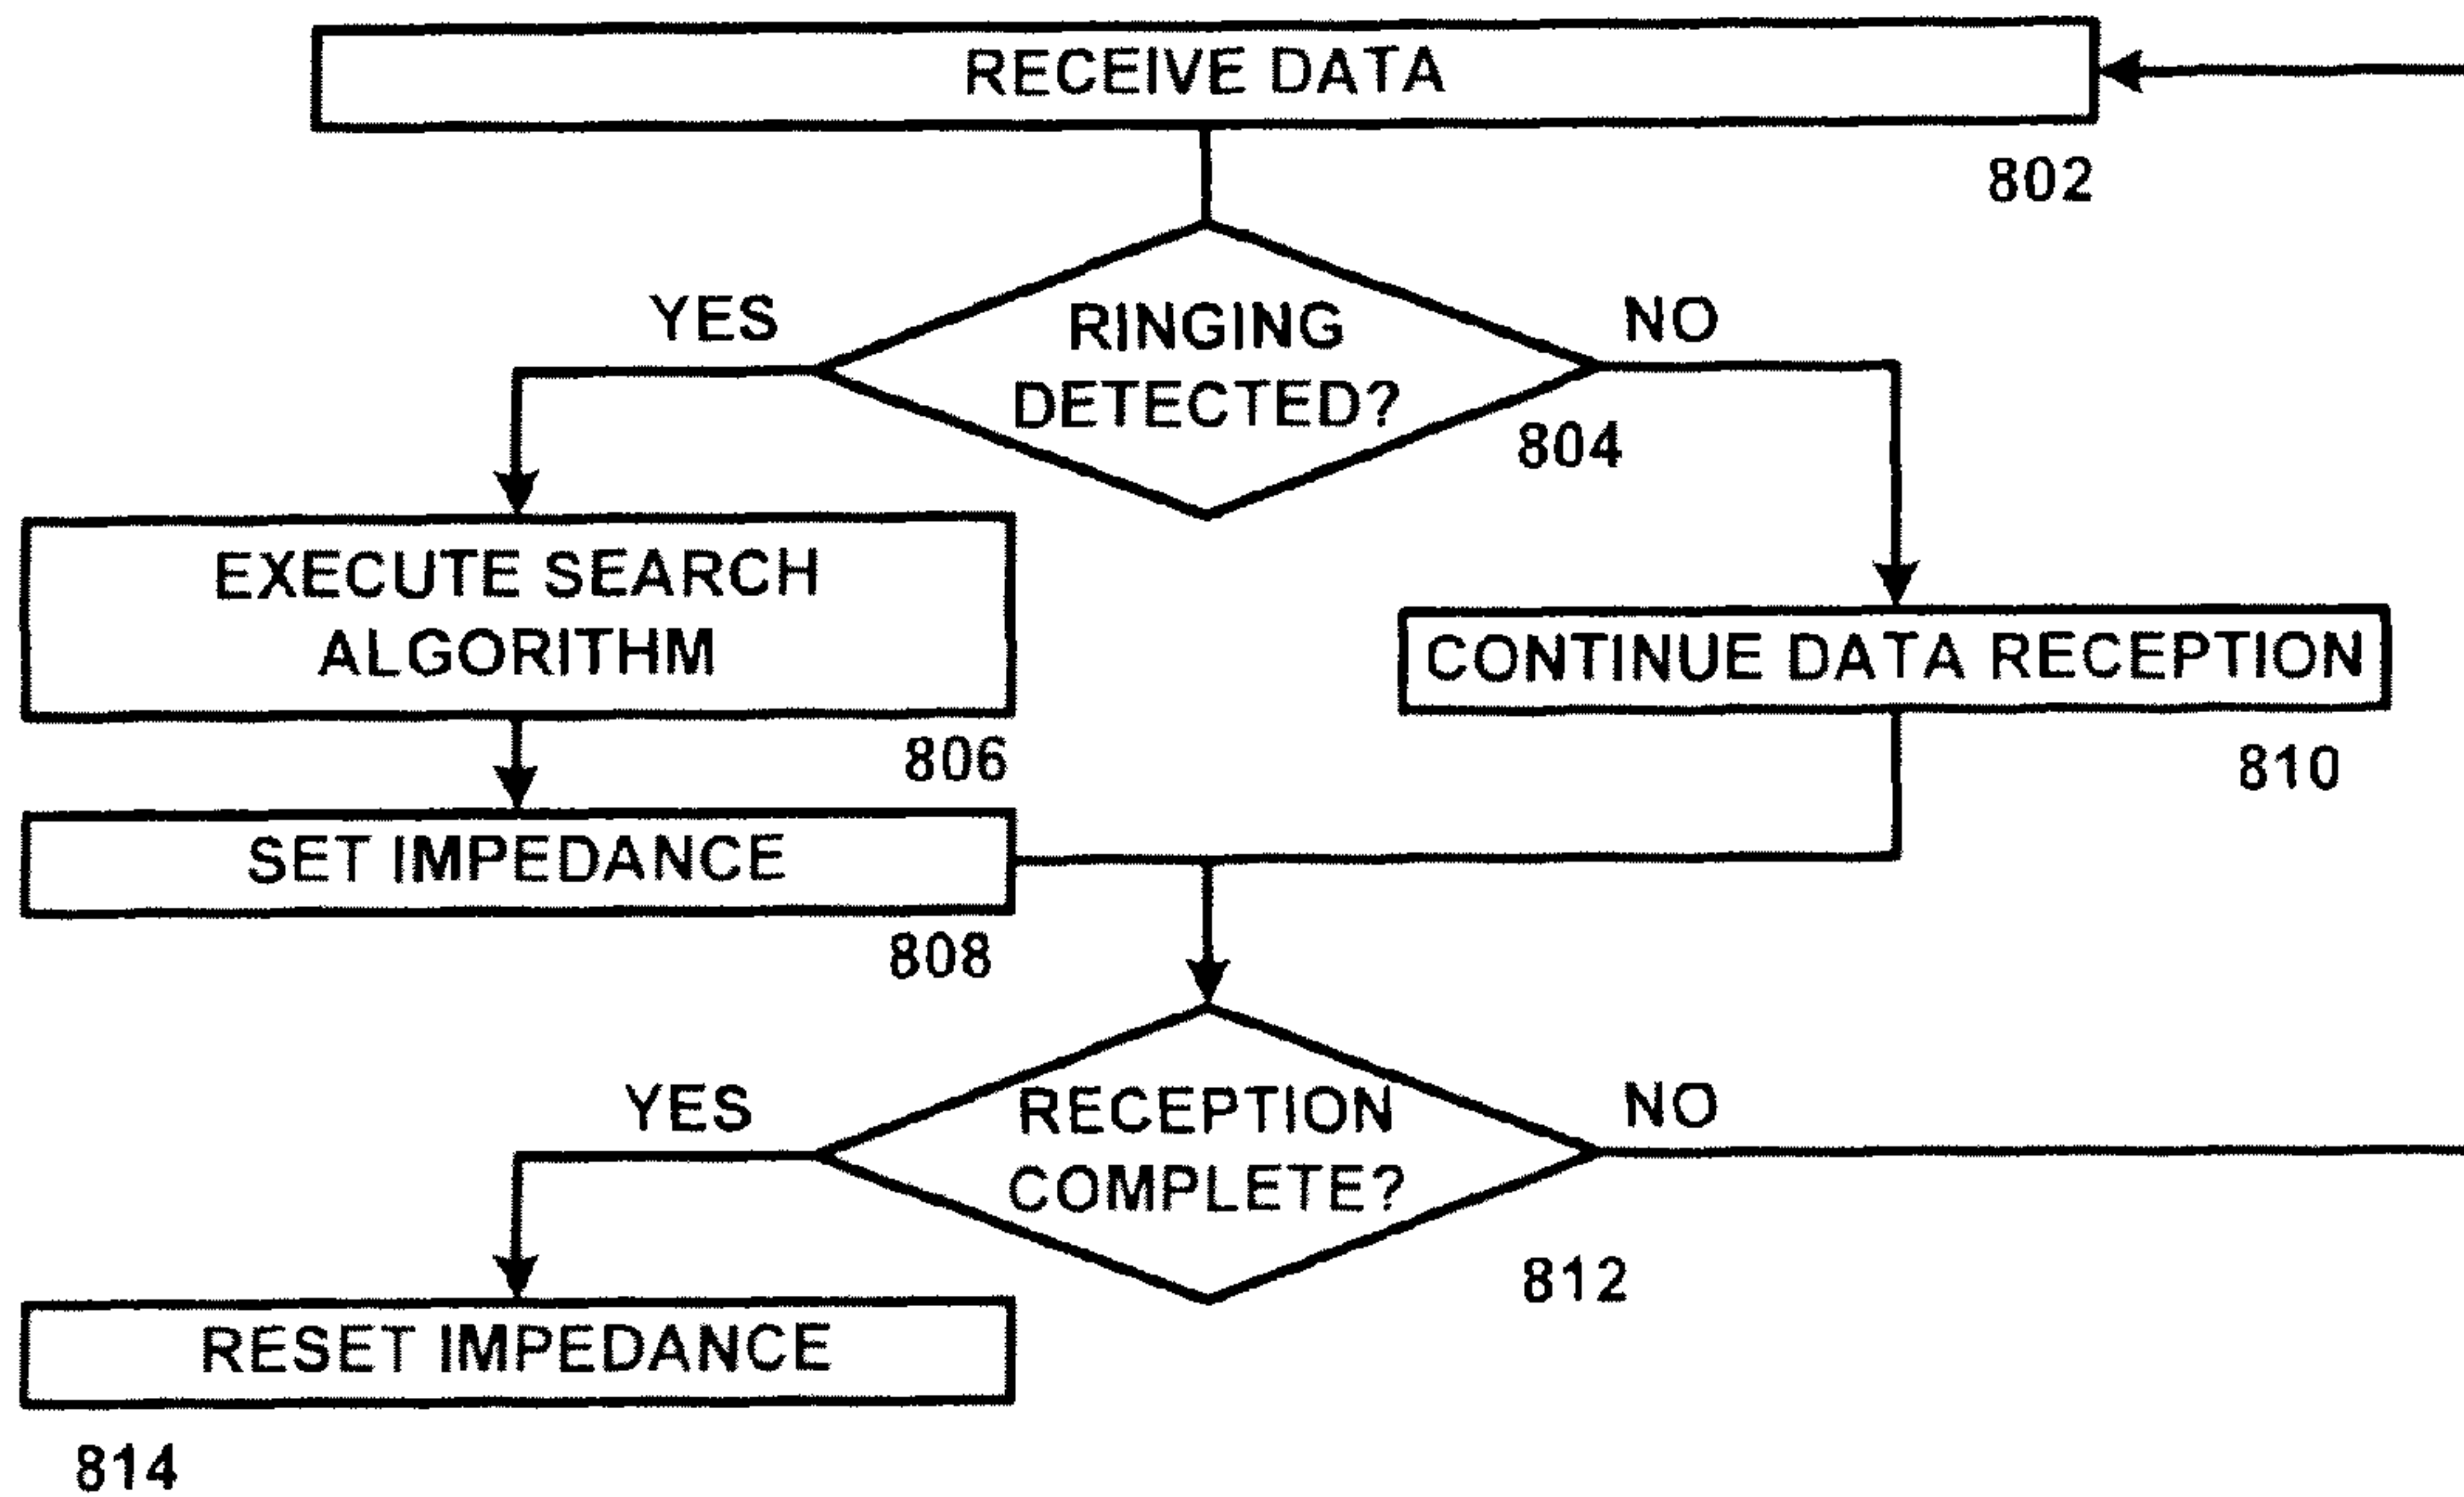 RECEIVE DATA
802
YES
RINGING
DETECTED?
NO
804
EXECUTE SEARCH
ALGORITHM
806
CONTINUE DATA RECEPTION
810
SET IMPEDANCE
808
YES
RECEPTION
COMPLETE?
NO
812
RESET IMPEDANCE
814